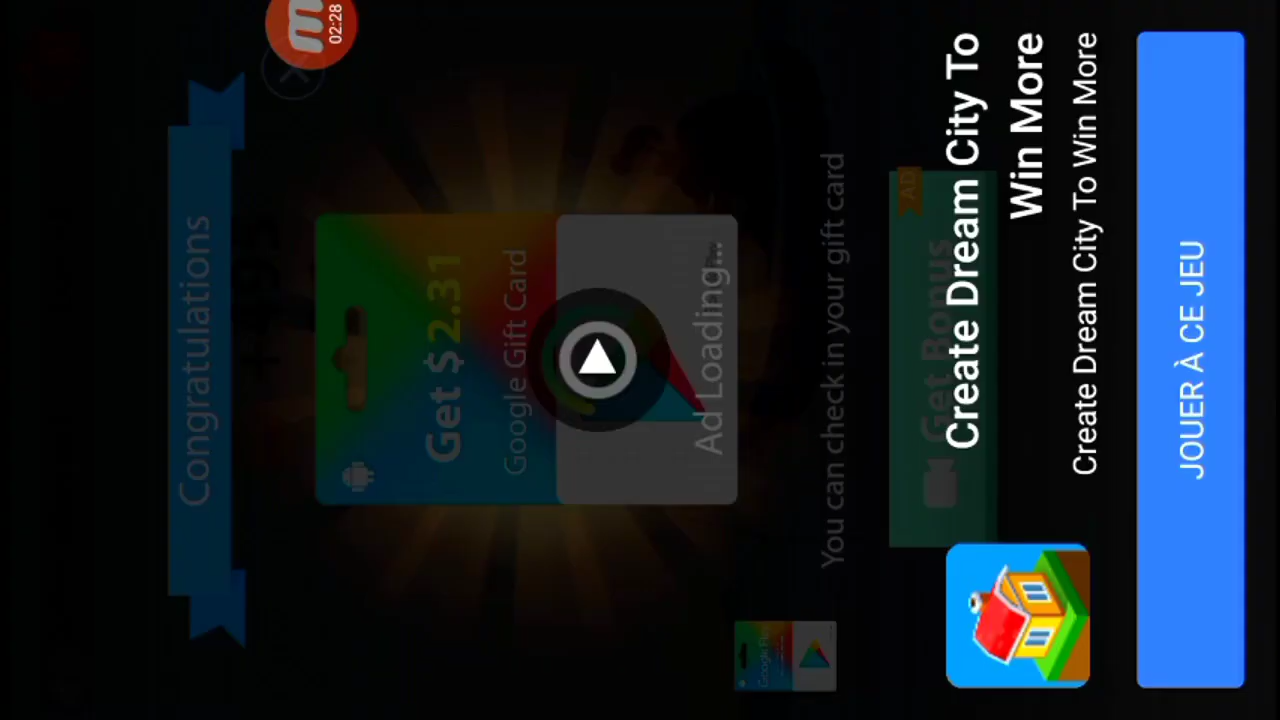 02:28
Congratulations
Get $2.31
Google Gift Card
Ad Loading...
You can check in your gift card
AD
Get Bonus
Create Dream City To
Win More
Create Dream City To Win More
JOUER À CE JEU